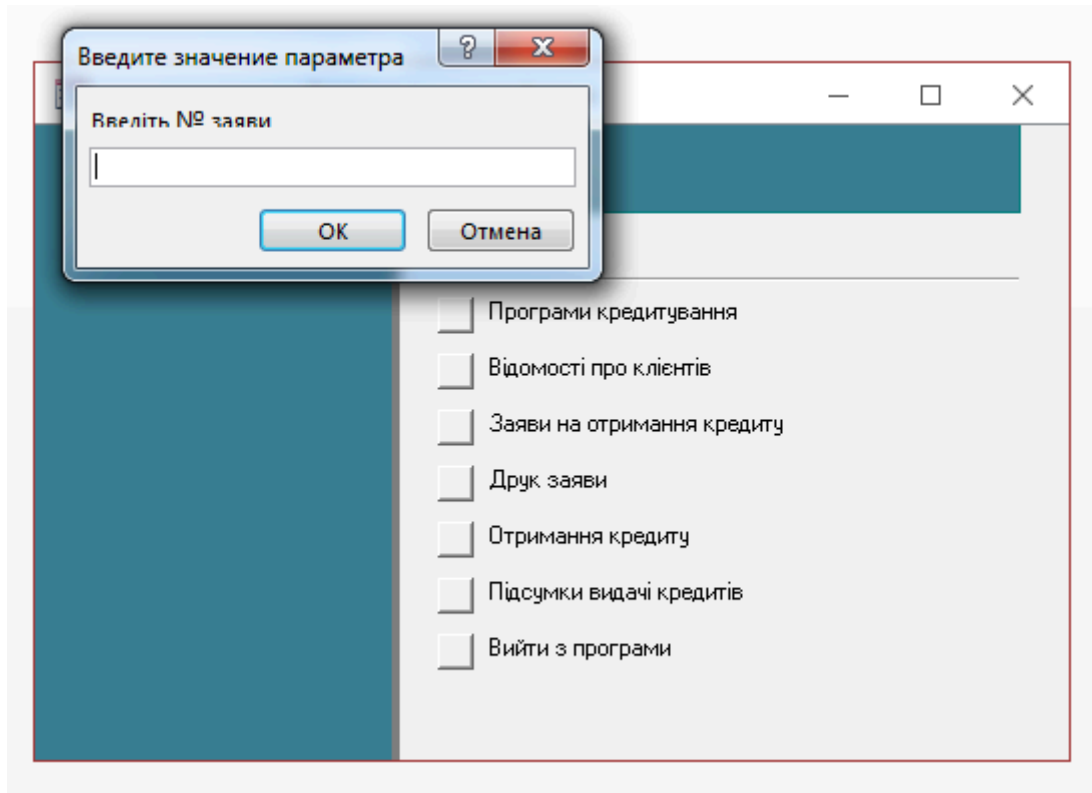 Введите значение параметра
Введіть № заяви
OK
Отмена
Програми кредитування
Відомості про клієнтів
Заяви на отримання кредиту
Друк заяви
Отримання кредиту
Підсумки видачі кредитів
Вийти з програми